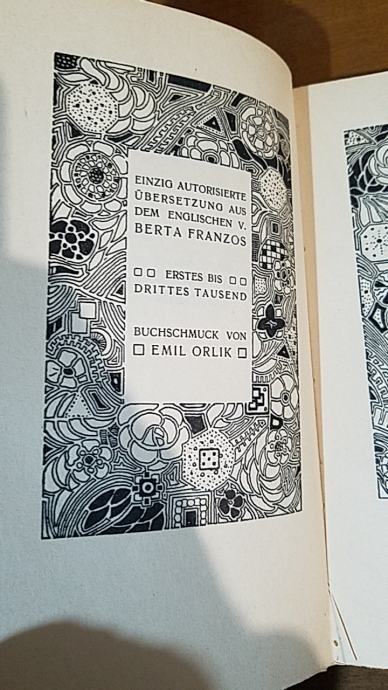 EINZIG AUTORISIERTE
ÜBERSETZUNG AUS
DEM ENGLISCHEN V.
BERTA FRANZOS
□□ ERSTES BIS □□
DRITTES TAUSEND
BUCHSCHMUCK VON
□ EMIL ORLIK □